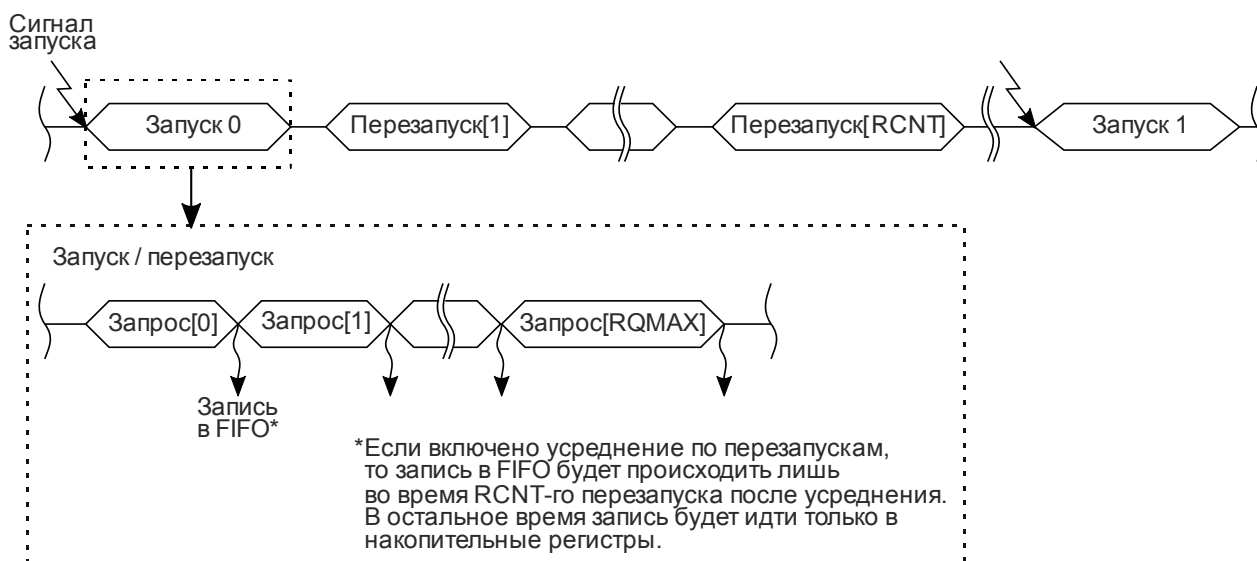 Сигнал
запуска
Запуск 0
Перезапуск[1]
Перезапуск[RCNT]
Запуск 1
Запуск / перезапуск
Запрос[0]
Запрос[1]
Запрос[RQMAX]
Запись
в FIFO*
*Если включено усреднение по перезапускам,
то запись в FIFO будет происходить лишь
во время RCNT-го перезапуска после усреднения.
В остальное время запись будет идти только в
накопительные регистры.